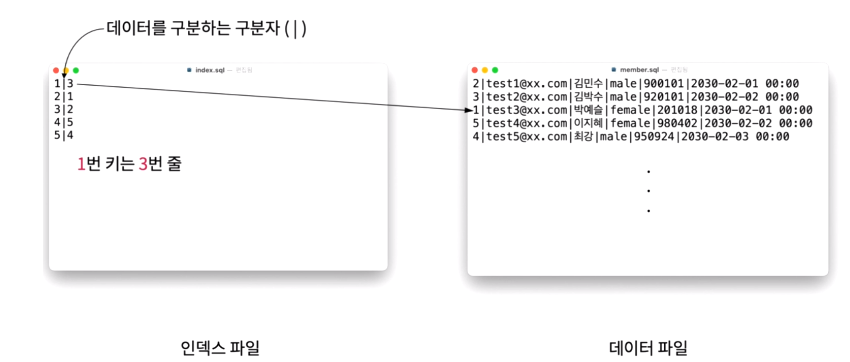 데이터를 구분하는 구분자 ( | )
index.sql — 편집됨
1|3
2|1
3|2
4|5
5|4
1번 키는 3번 줄
인덱스 파일
member.sql — 편집됨
2|test1@xx.com|김민수|male|900101|2030-02-01 00:00
3|test2@xx.com|김박수|male|920101|2030-02-02 00:00
1|test3@xx.com|박예슬|female|201018|2030-02-01 00:00
5|test4@xx.com|이지혜|female|980402|2030-02-02 00:00
4|test5@xx.com|최강|male|950924|2030-02-03 00:00
.
.
.
데이터 파일